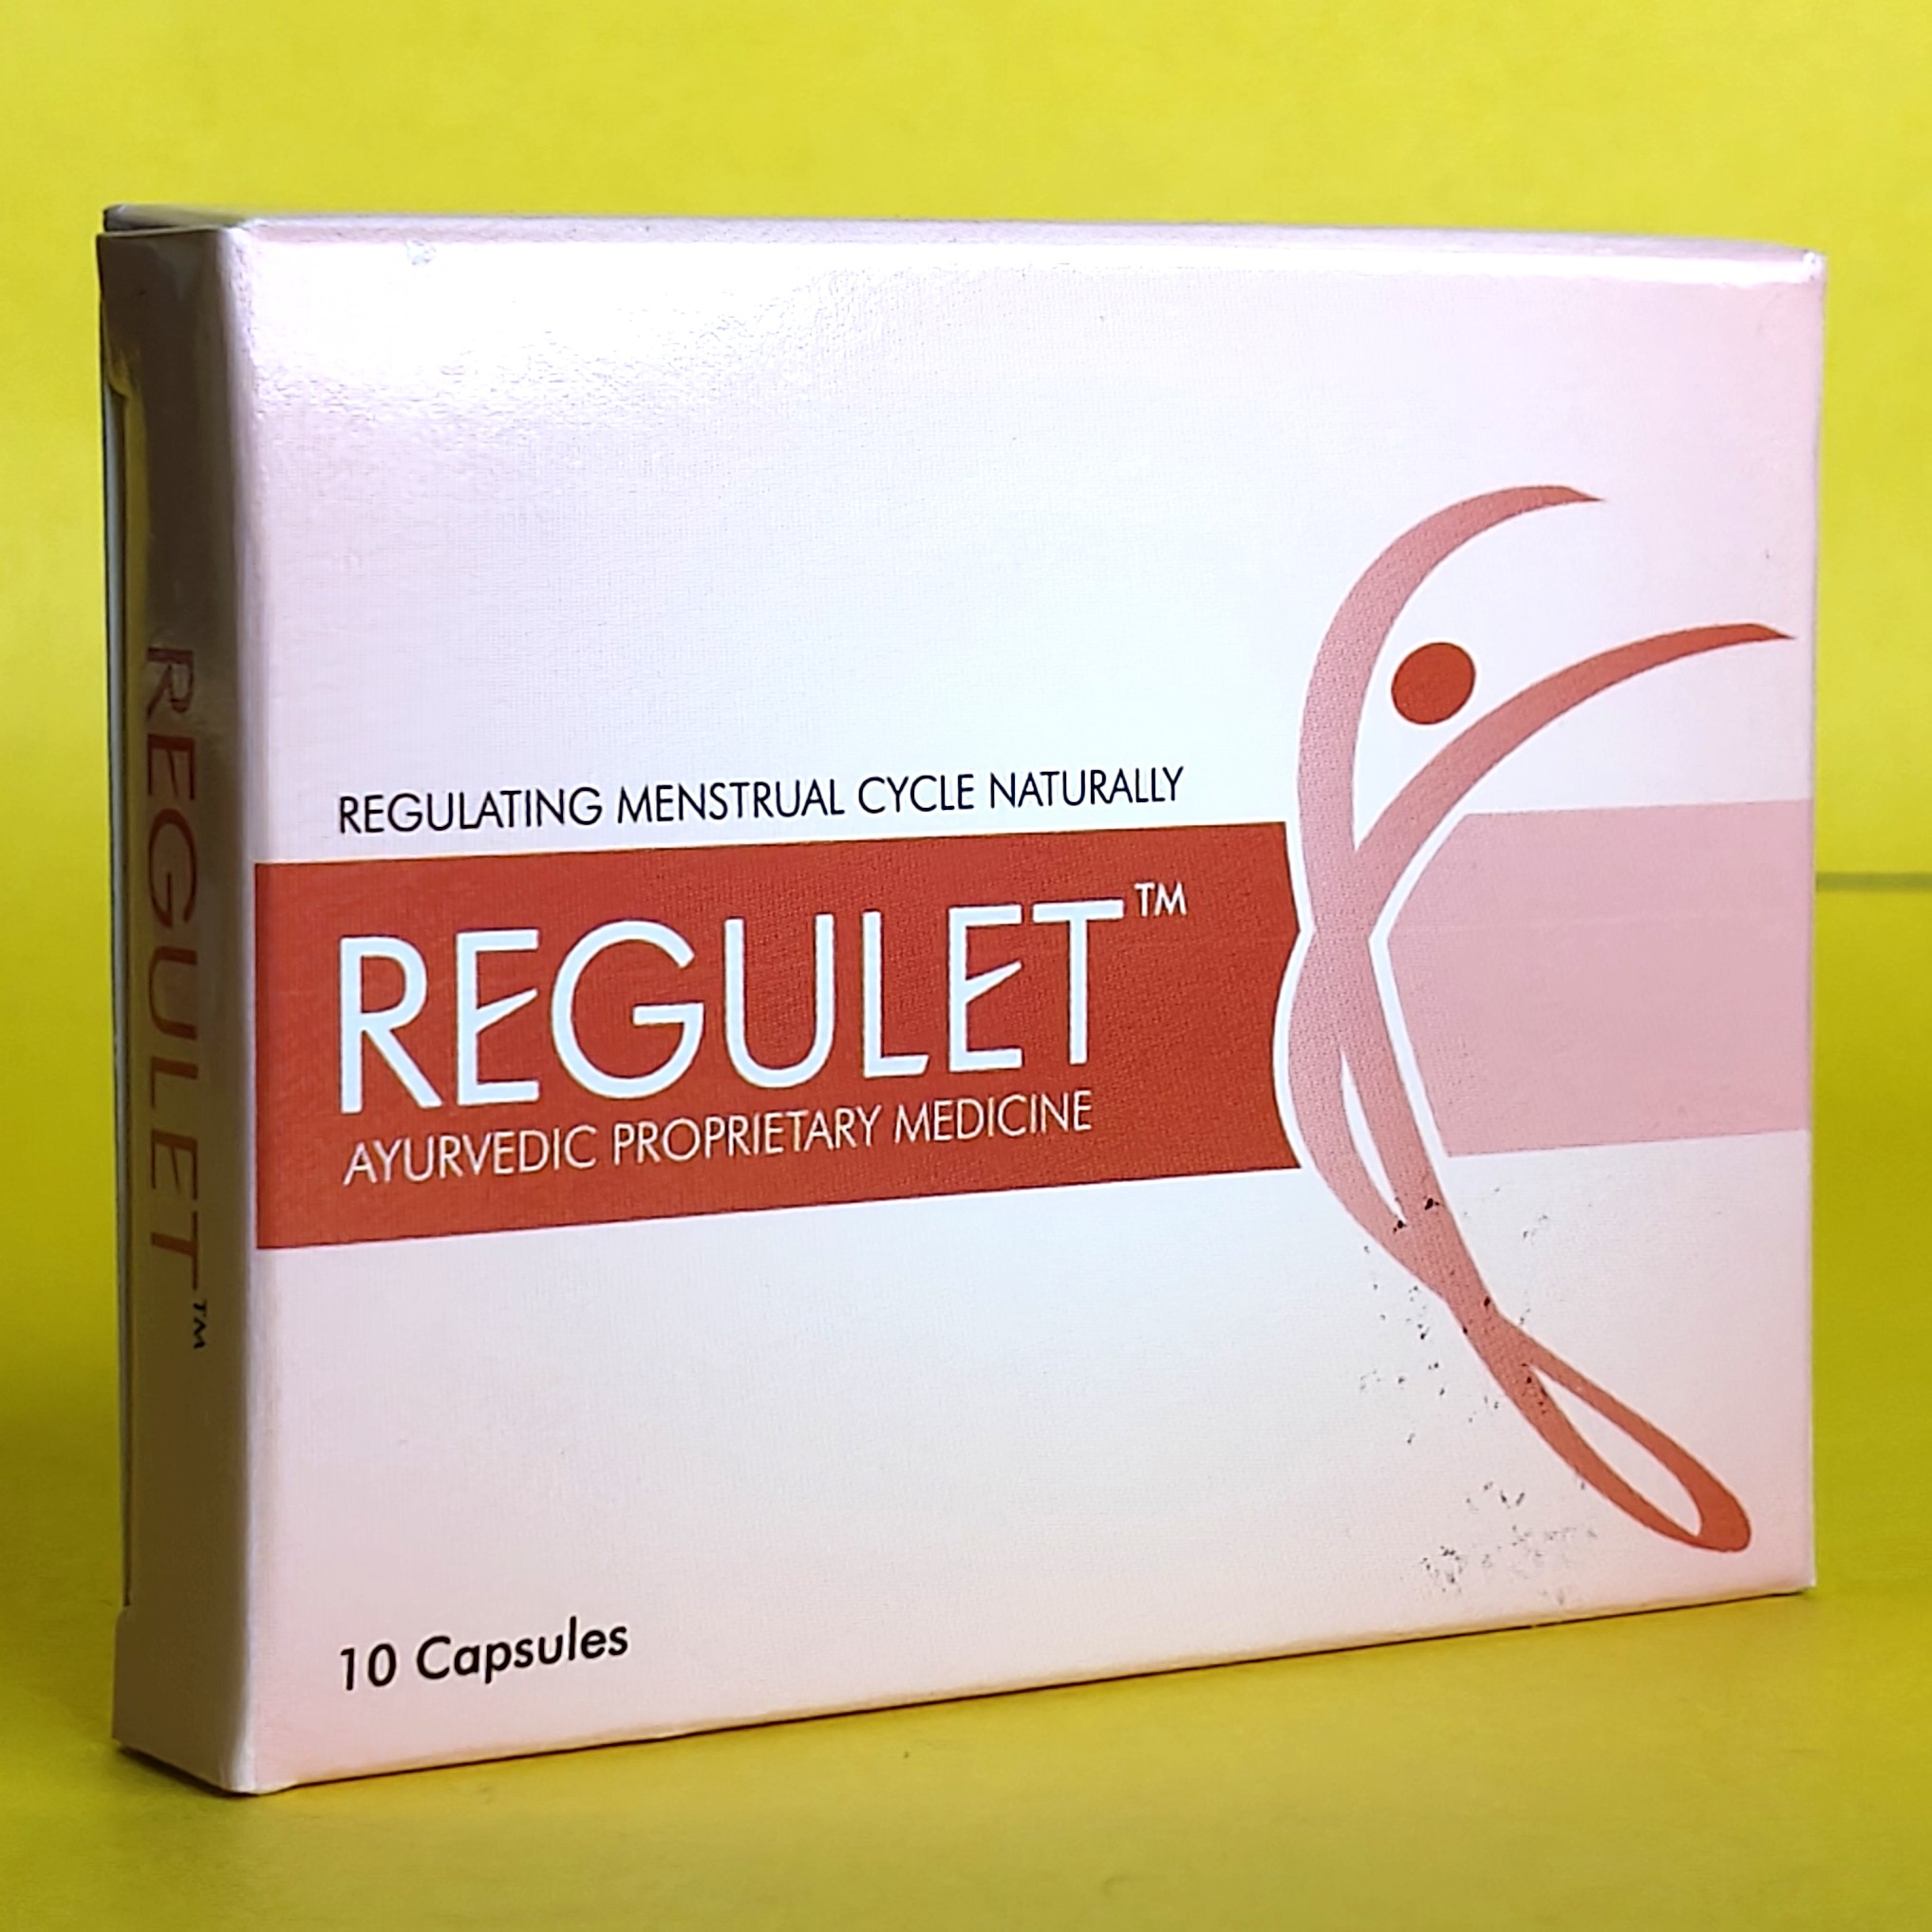 REGULATING MENSTRUAL CYCLE NATURALLY
REGULET™
AYURVEDIC PROPRIETARY MEDICINE
10 Capsules
REGULET™